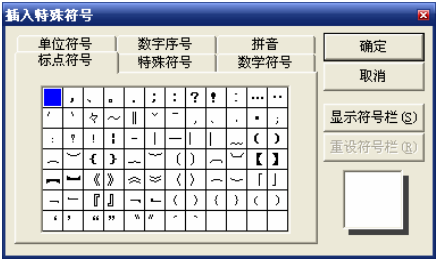 插入特殊符号
单位符号 数字序号 拼音
标点符号 特殊符号 数学符号
确定
取消
显示符号栏(S)
重设符号栏(R)
, 、 。 . ; : ? ! : … ‥
々 ～ ‖ ˇ
( )
{ } ( ) 【 】
《 》 〈 〉 「 」
『 』 ( ) { } ( )